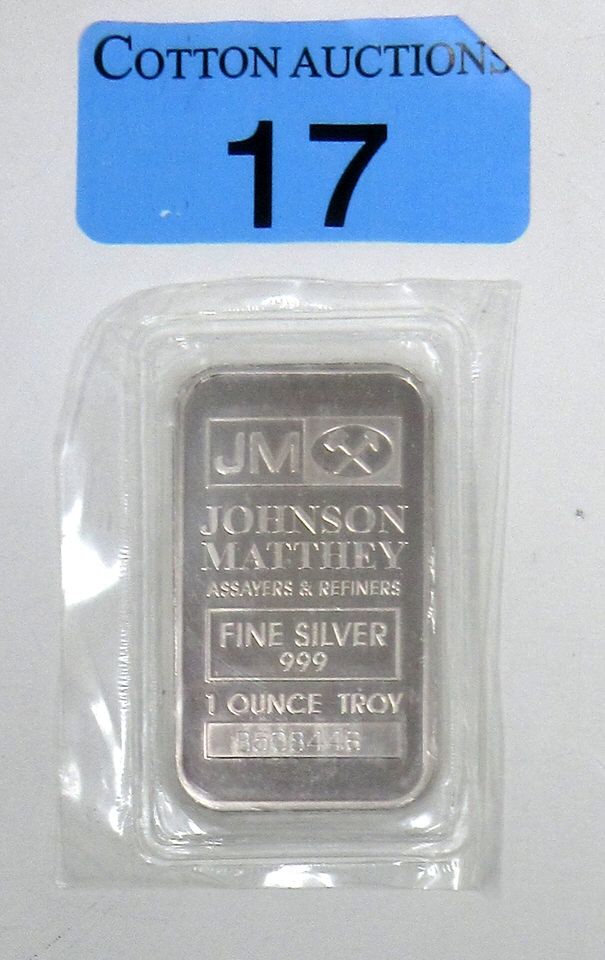 COTTON AUCTIONS
17
JM
JOHNSON
MATTHEY
ASSAYERS & REFINERS
FINE SILVER
999
1 OUNCE TROY